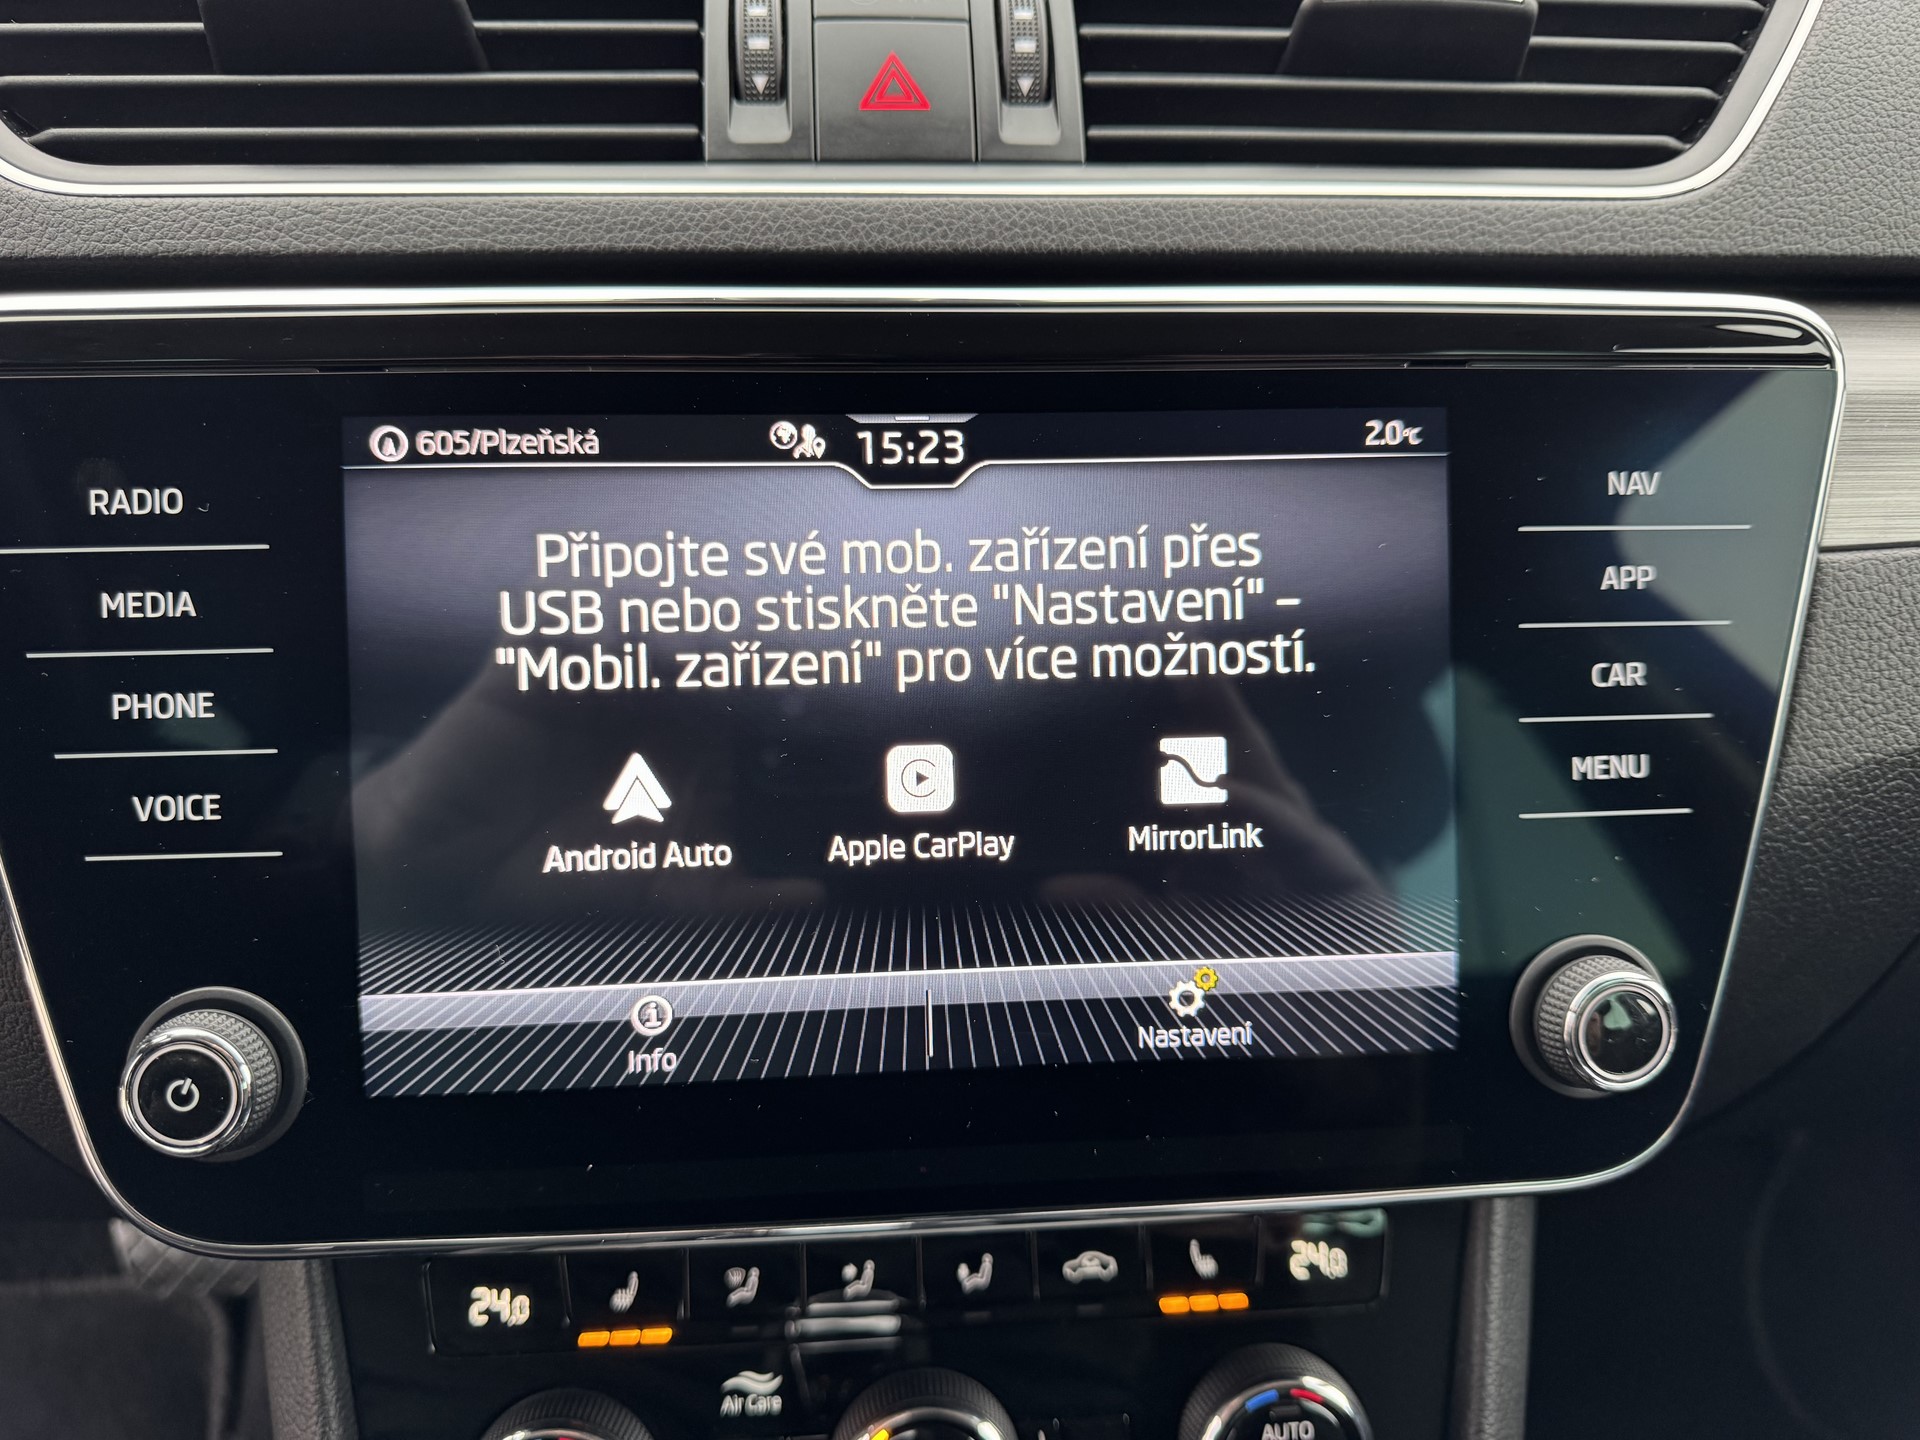 605/Plzeňská
15:23
2.0°C
RADIO
MEDIA
PHONE
VOICE
Připojte své mob. zařízení přes
USB nebo stiskněte "Nastavení" –
"Mobil. zařízení" pro více možností.
Android Auto
Apple CarPlay
MirrorLink
Info
Nastavení
NAV
APP
CAR
MENU
24,0
24,0
Air Care
AUTO